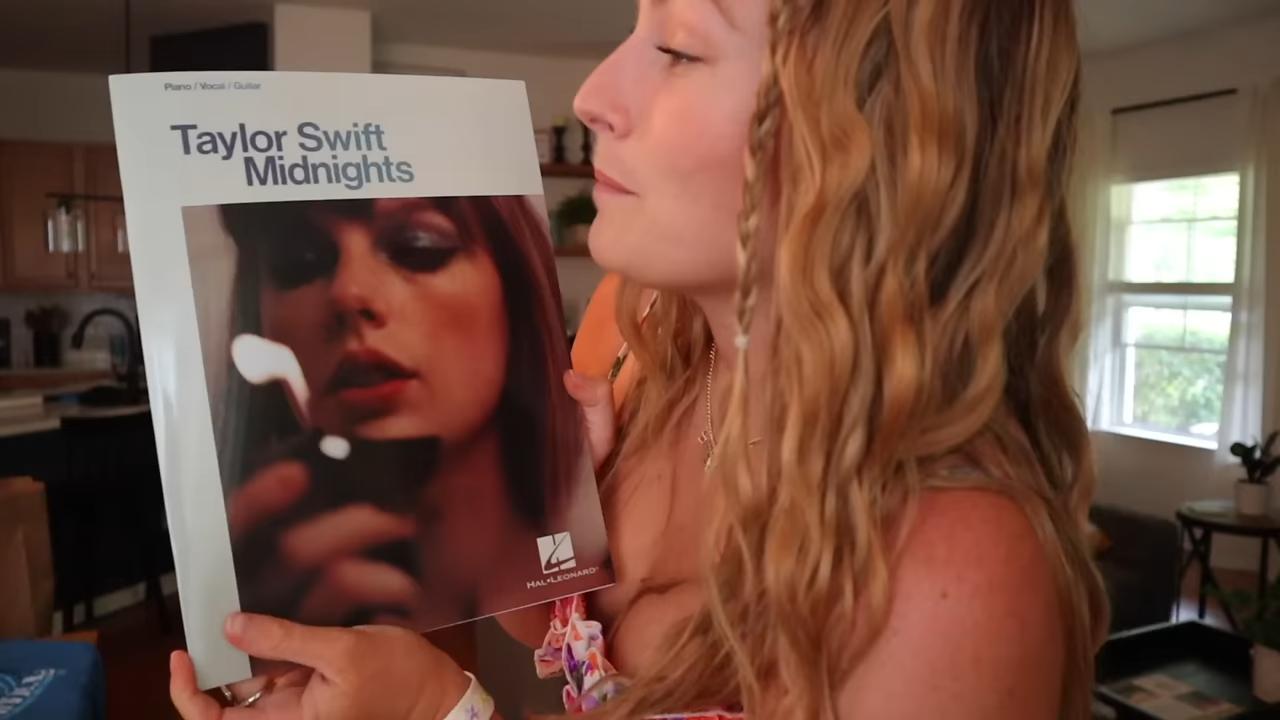 Piano / Vocal / Guitar
Taylor Swift
Midnights
HAL•LEONARD®